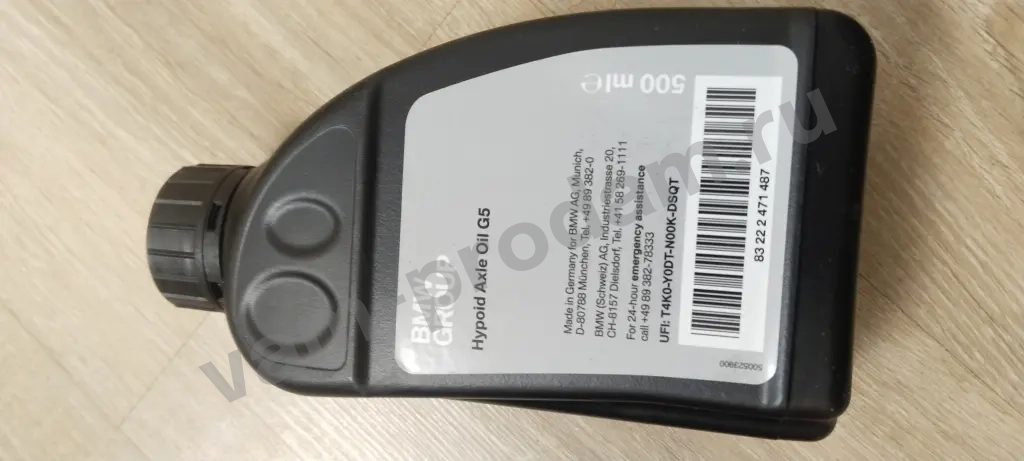 BMW
GROUP
Hypoid Axle Oil G5
500 ml e
Made in Germany for BMW AG, Munich,
D-80788 München, Tel. +49 89 382-0
BMW (Schweiz) AG, Industriestrasse 20,
CH-8157 Dielsdorf, Tel. +41 58 269-1111
For 24-hour emergency assistance
call +49 89 382-78333
UFI: T4K0-Y0DT-N00K-DSQT
83 22 2 471 487
500523900